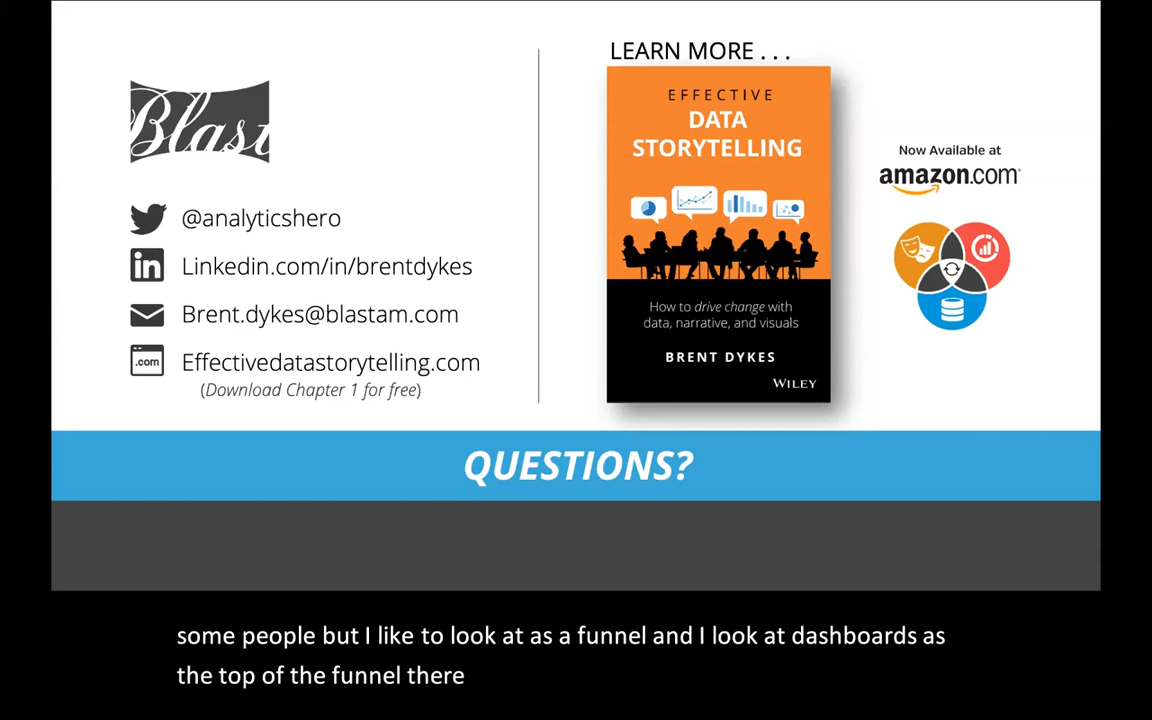 Blast
@analyticshero
Linkedin.com/in/brentdykes
Brent.dykes@blastam.com
.com
Effectivedatastorytelling.com
(Download Chapter 1 for free)
LEARN MORE . . .
EFFECTIVE
DATA
STORYTELLING
How to drive change with
data, narrative, and visuals
BRENT DYKES
WILEY
Now Available at
amazon.com
QUESTIONS?
some people but I like to look at as a funnel and I look at dashboards as
the top of the funnel there